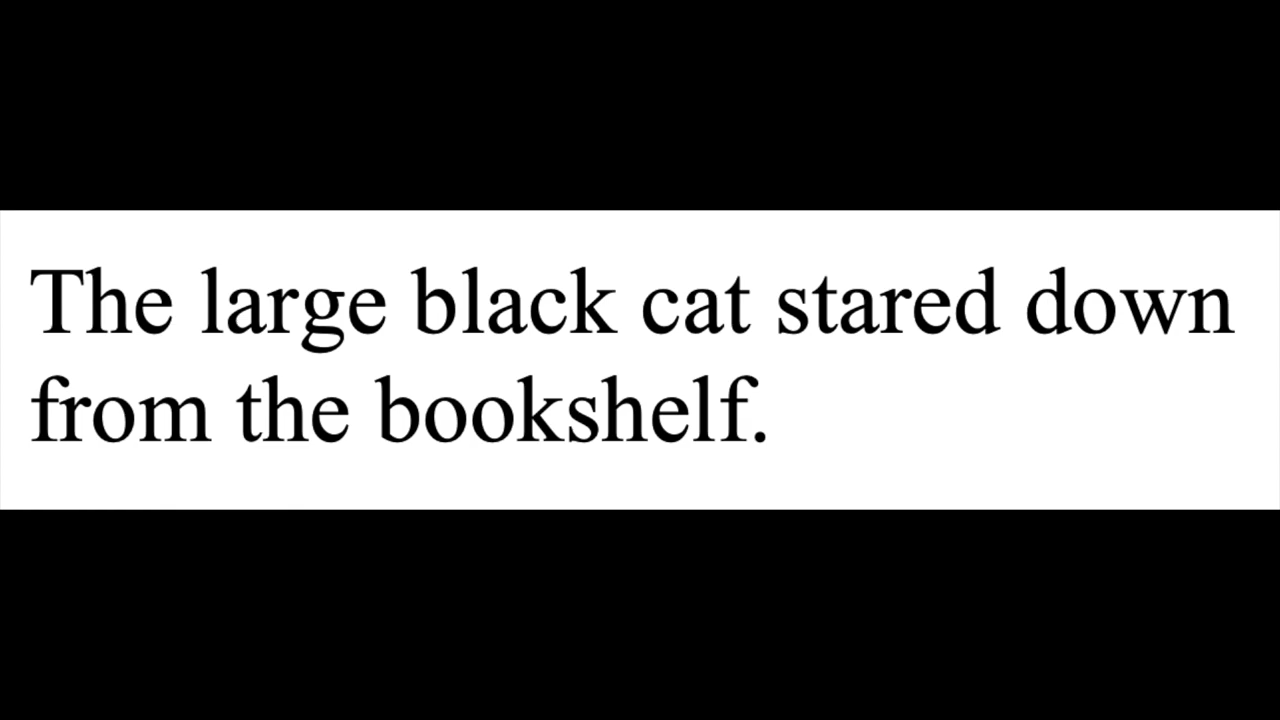 The large black cat stared down
from the bookshelf.